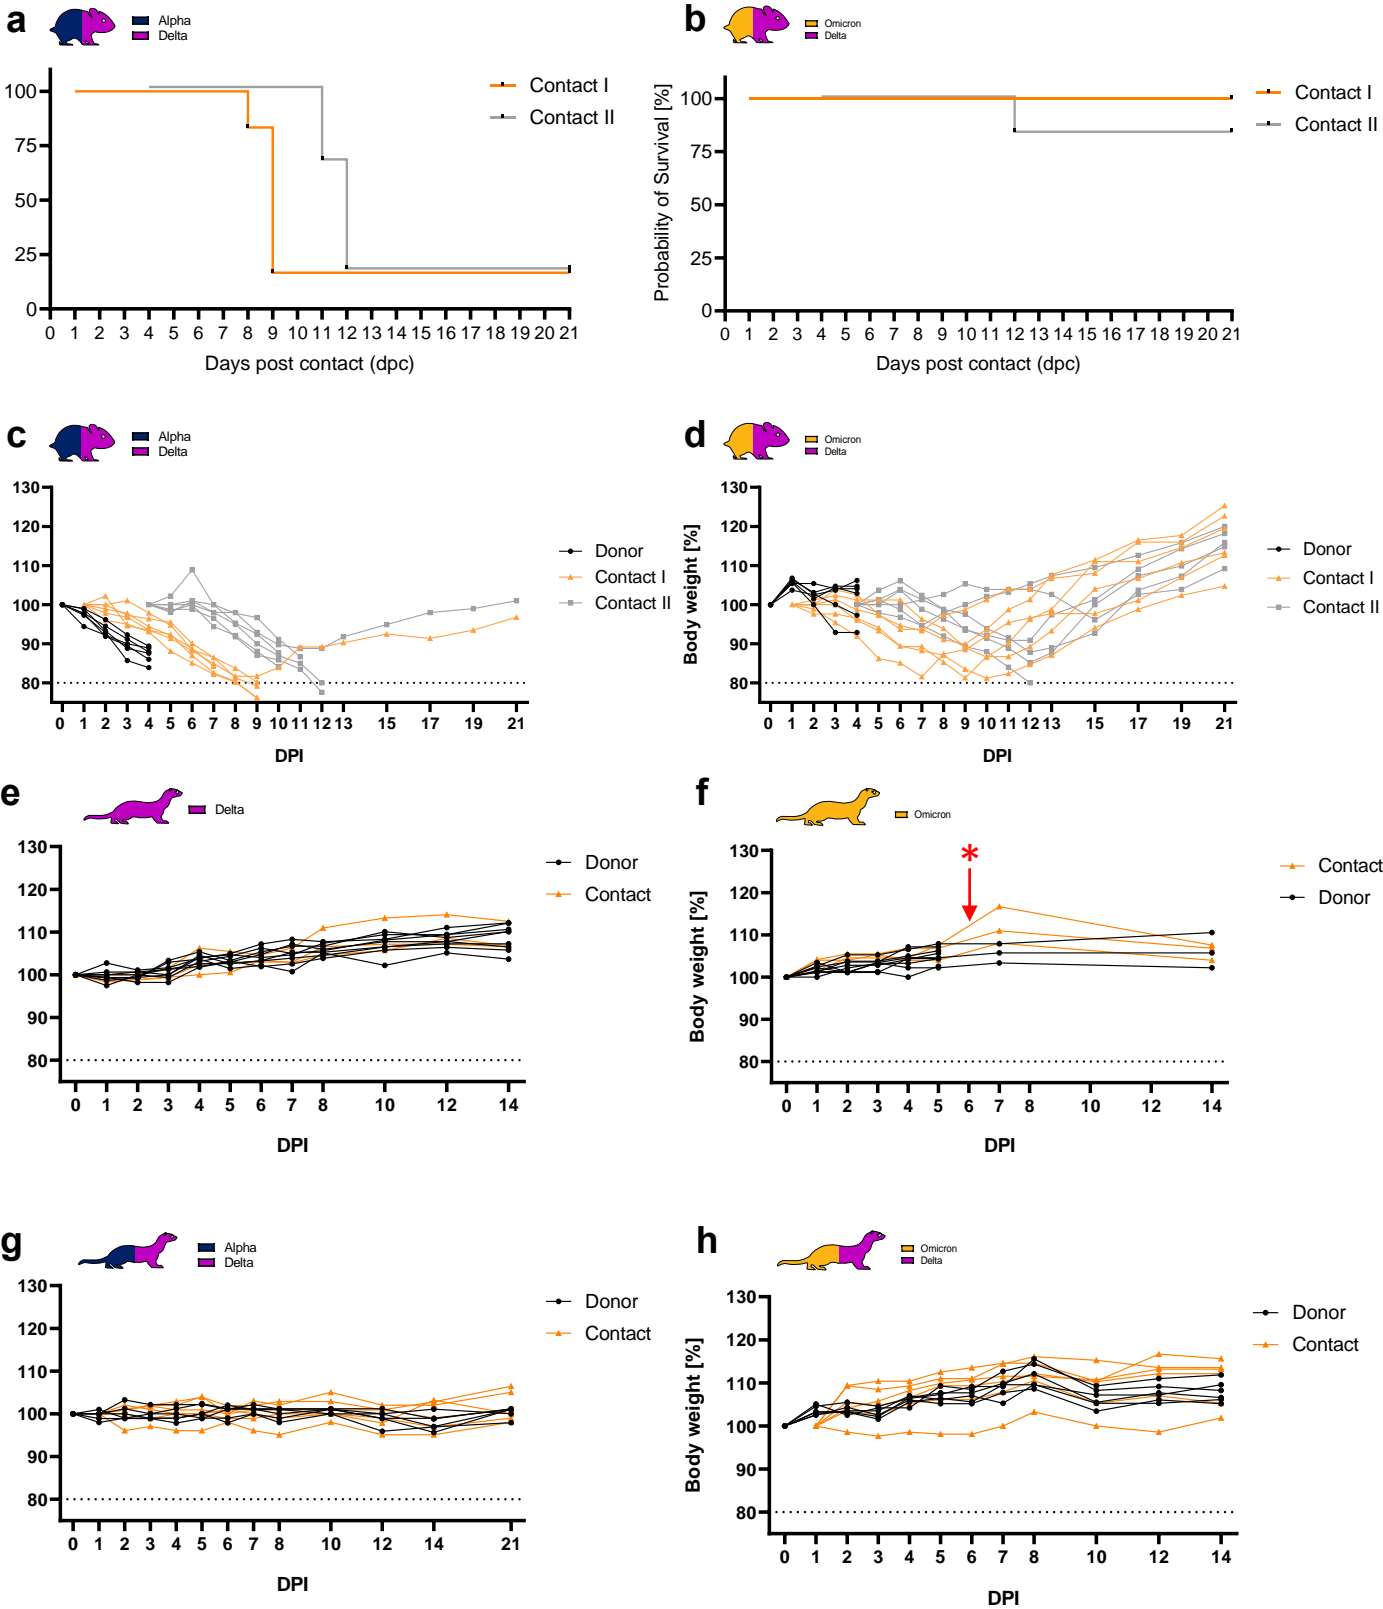 a
Alpha
Delta
100
75
50
25
0
0 1 2 3 4 5 6 7 8 9 10 11 12 13 14 15 16 17 18 19 20 21
Days post contact (dpc)
Contact I
Contact II
b
Omicron
Delta
Probability of Survival [%]
100
75
50
25
0
0 1 2 3 4 5 6 7 8 9 10 11 12 13 14 15 16 17 18 19 20 21
Days post contact (dpc)
Contact I
Contact II
c
Alpha
Delta
130
120
110
100
90
80
0 1 2 3 4 5 6 7 8 9 10 11 12 13 15 17 19 21
DPI
Donor
Contact I
Contact II
d
Omicron
Delta
Body weight [%]
130
120
110
100
90
80
0 1 2 3 4 5 6 7 8 9 10 11 12 13 15 17 19 21
DPI
Donor
Contact I
Contact II
e
Delta
130
120
110
100
90
80
0 1 2 3 4 5 6 7 8 10 12 14
DPI
Donor
Contact
f
Omicron
Body weight [%]
130
120
110
100
90
80
*
0 1 2 3 4 5 6 7 8 10 12 14
DPI
Contact
Donor
g
Alpha
Delta
130
120
110
100
90
80
0 1 2 3 4 5 6 7 8 10 12 14 21
DPI
Donor
Contact
h
Omicron
Delta
Body weight [%]
130
120
110
100
90
80
0 1 2 3 4 5 6 7 8 10 12 14
DPI
Donor
Contact